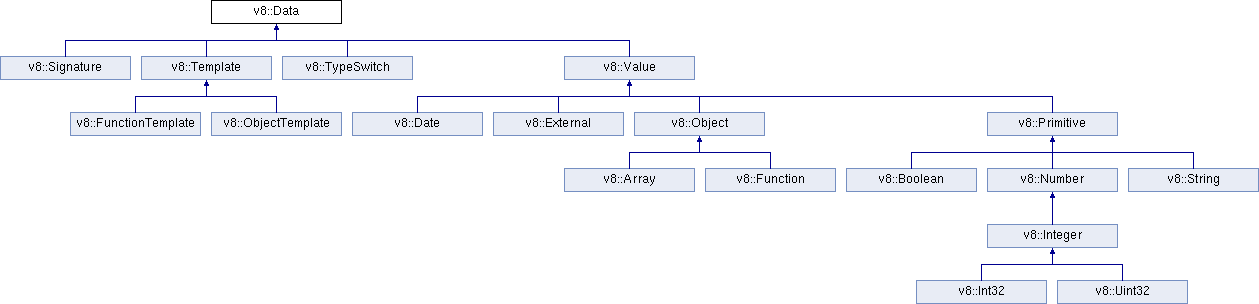 v8::Data
v8::Signature v8::Template v8::TypeSwitch v8::Value
v8::FunctionTemplate v8::ObjectTemplate v8::Date v8::External v8::Object v8::Primitive
v8::Array v8::Function v8::Boolean v8::Number v8::String
v8::Integer
v8::Int32 v8::Uint32